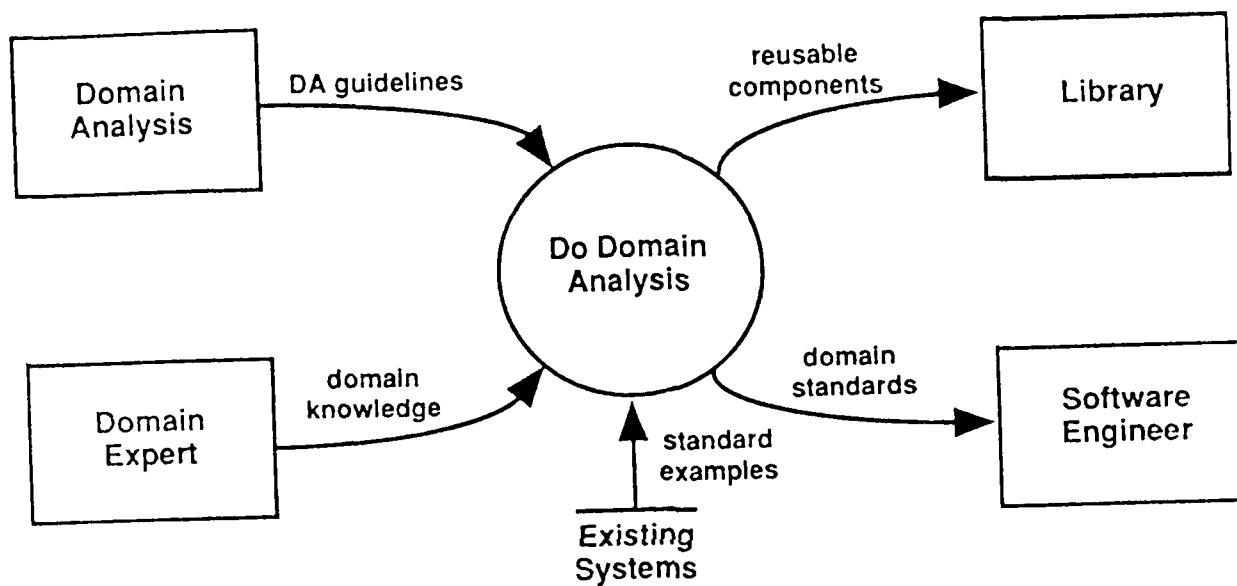 Domain
Analysis
DA guidelines
reusable
components
Library
Do Domain
Analysis
Domain
Expert
domain
knowledge
standard
examples
Existing
Systems
domain
standards
Software
Engineer